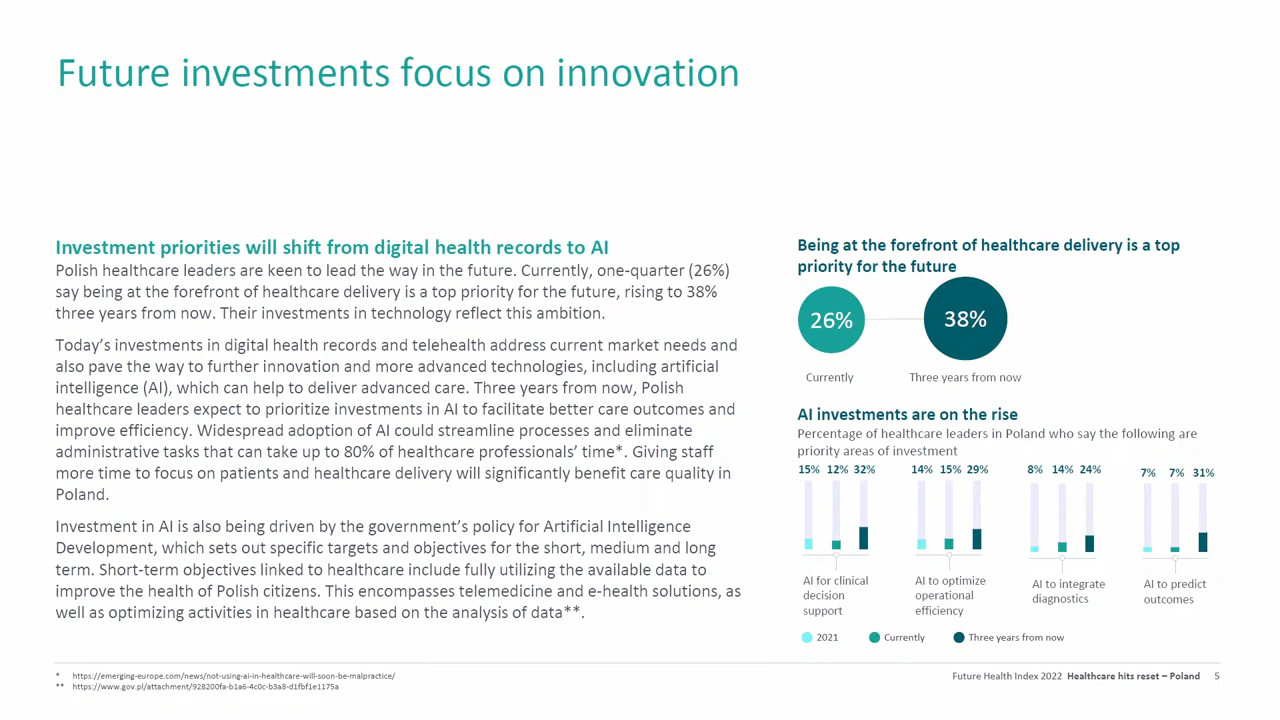 Future investments focus on innovation
Investment priorities will shift from digital health records to AI
Polish healthcare leaders are keen to lead the way in the future. Currently, one-quarter (26%)
say being at the forefront of healthcare delivery is a top priority for the future, rising to 38%
three years from now. Their investments in technology reflect this ambition.
Today’s investments in digital health records and telehealth address current market needs and
also pave the way to further innovation and more advanced technologies, including artificial
intelligence (AI), which can help to deliver advanced care. Three years from now, Polish
healthcare leaders expect to prioritize investments in AI to facilitate better care outcomes and
improve efficiency. Widespread adoption of AI could streamline processes and eliminate
administrative tasks that can take up to 80% of healthcare professionals’ time*. Giving staff
more time to focus on patients and healthcare delivery will significantly benefit care quality in
Poland.
Investment in AI is also being driven by the government’s policy for Artificial Intelligence
Development, which sets out specific targets and objectives for the short, medium and long
term. Short-term objectives linked to healthcare include fully utilizing the available data to
improve the health of Polish citizens. This encompasses telemedicine and e-health solutions, as
well as optimizing activities in healthcare based on the analysis of data**.
Being at the forefront of healthcare delivery is a top
priority for the future
26% 38%
Currently Three years from now
AI investments are on the rise
Percentage of healthcare leaders in Poland who say the following are
priority areas of investment
15% 12% 32% 14% 15% 29% 8% 14% 24% 7% 7% 31%
AI for clinical
decision
support
AI to optimize
operational
efficiency
AI to integrate
diagnostics
AI to predict
outcomes
2021 Currently Three years from now
* https://emerging-europe.com/news/not-using-ai-in-healthcare-will-soon-be-malpractice/
** https://www.gov.pl/attachment/928200fa-b1a6-4c0c-b3a8-d1fbf1e1175a
Future Health Index 2022 Healthcare hits reset – Poland 5